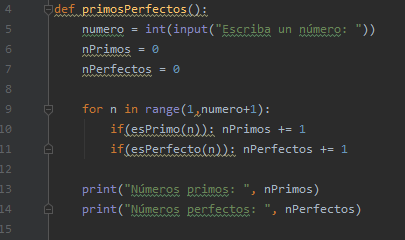 4 def primosPerfectos():
5 numero = int(input("Escriba un número: "))
6 nPrimos = 0
7 nPerfectos = 0
8
9 for n in range(1,numero+1):
10 if(esPrimo(n)): nPrimos += 1
11 if(esPerfecto(n)): nPerfectos += 1
12
13 print("Números primos: ", nPrimos)
14 print("Números perfectos: ", nPerfectos)
15